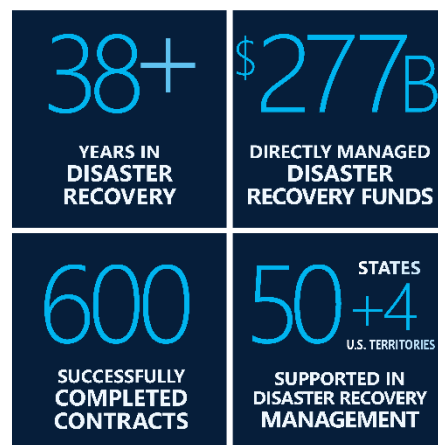 38+
YEARS IN
DISASTER
RECOVERY
$277B
DIRECTLY MANAGED
DISASTER
RECOVERY FUNDS
600
SUCCESSFULLY
COMPLETED
CONTRACTS
50 STATES
+4
U.S. TERRITORIES
SUPPORTED IN
DISASTER RECOVERY
MANAGEMENT